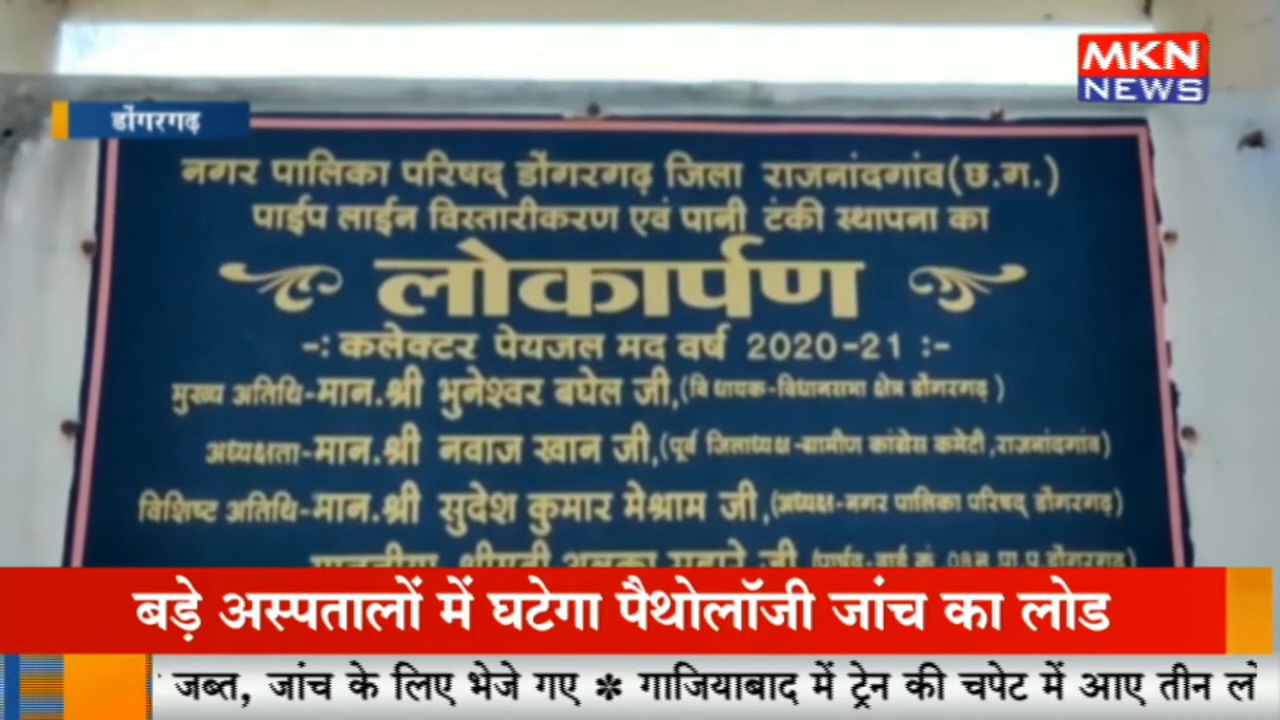 MKN
NEWS
डोंगरगढ़
नगर पालिका परिषद् डोंगरगढ़ जिला राजनांदगांव(छ.ग.)
पाईप लाईन विस्तारीकरण एवं पानी टंकी स्थापना का
लोकार्पण
-: कलेक्टर पेयजल मद वर्ष 2020-21 :-
मुख्य अतिथि-मान.श्री भुनेश्वर बघेल जी,(विधायक-विधानसभा क्षेत्र डोंगरगढ़ )
अध्यक्षता-मान.श्री नवाज खान जी,(पूर्व जिलाध्यक्ष-ग्रामीण कांग्रेस कमेटी ,राजनांदगांव)
विशिष्ट अतिथि-मान.श्री सुदेश कुमार मेश्राम जी,(अध्यक्ष-नगर पालिका परिषद् डोंगरगढ़)
जी
बड़े अस्पतालों में घटेगा पैथोलॉजी जांच का लोड
जब्त, जांच के लिए भेजे गए * गाजियाबाद में ट्रेन की चपेट में आए तीन लं